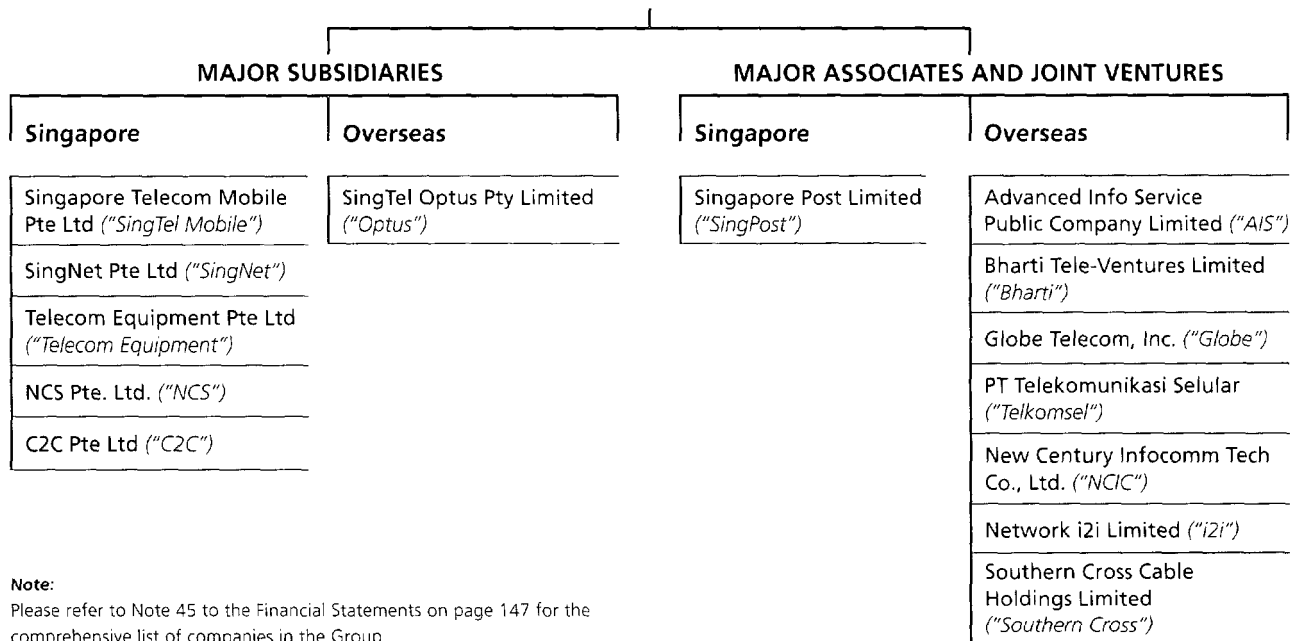 MAJOR SUBSIDIARIES
MAJOR ASSOCIATES AND JOINT VENTURES
Singapore
Overseas
Singapore
Overseas
Singapore Telecom Mobile
Pte Ltd ("SingTel Mobile")
SingNet Pte Ltd ("SingNet")
Telecom Equipment Pte Ltd
("Telecom Equipment")
NCS Pte. Ltd. ("NCS")
C2C Pte Ltd ("C2C")
SingTel Optus Pty Limited
("Optus")
Singapore Post Limited
("SingPost")
Advanced Info Service
Public Company Limited ("AIS")
Bharti Tele-Ventures Limited
("Bharti")
Globe Telecom, Inc. ("Globe")
PT Telekomunikasi Selular
("Telkomsel")
New Century Infocomm Tech
Co., Ltd. ("NCIC")
Network i2i Limited ("i2i")
Southern Cross Cable
Holdings Limited
("Southern Cross")
Note:
Please refer to Note 45 to the Financial Statements on page 147 for the
comprehensive list of companies in the Group